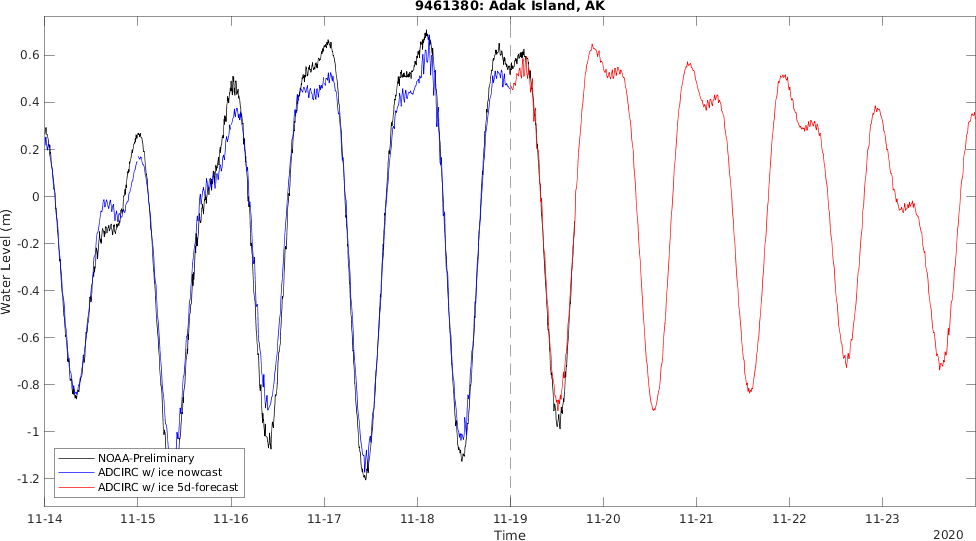 9461380: Adak Island, AK
Water Level (m)
0.6
0.4
0.2
0
-0.2
-0.4
-0.6
-0.8
-1
-1.2
NOAA-Preliminary
ADCIRC w/ ice nowcast
ADCIRC w/ ice 5d-forecast
11-14 11-15 11-16 11-17 11-18 11-19 11-20 11-21 11-22 11-23
Time
2020